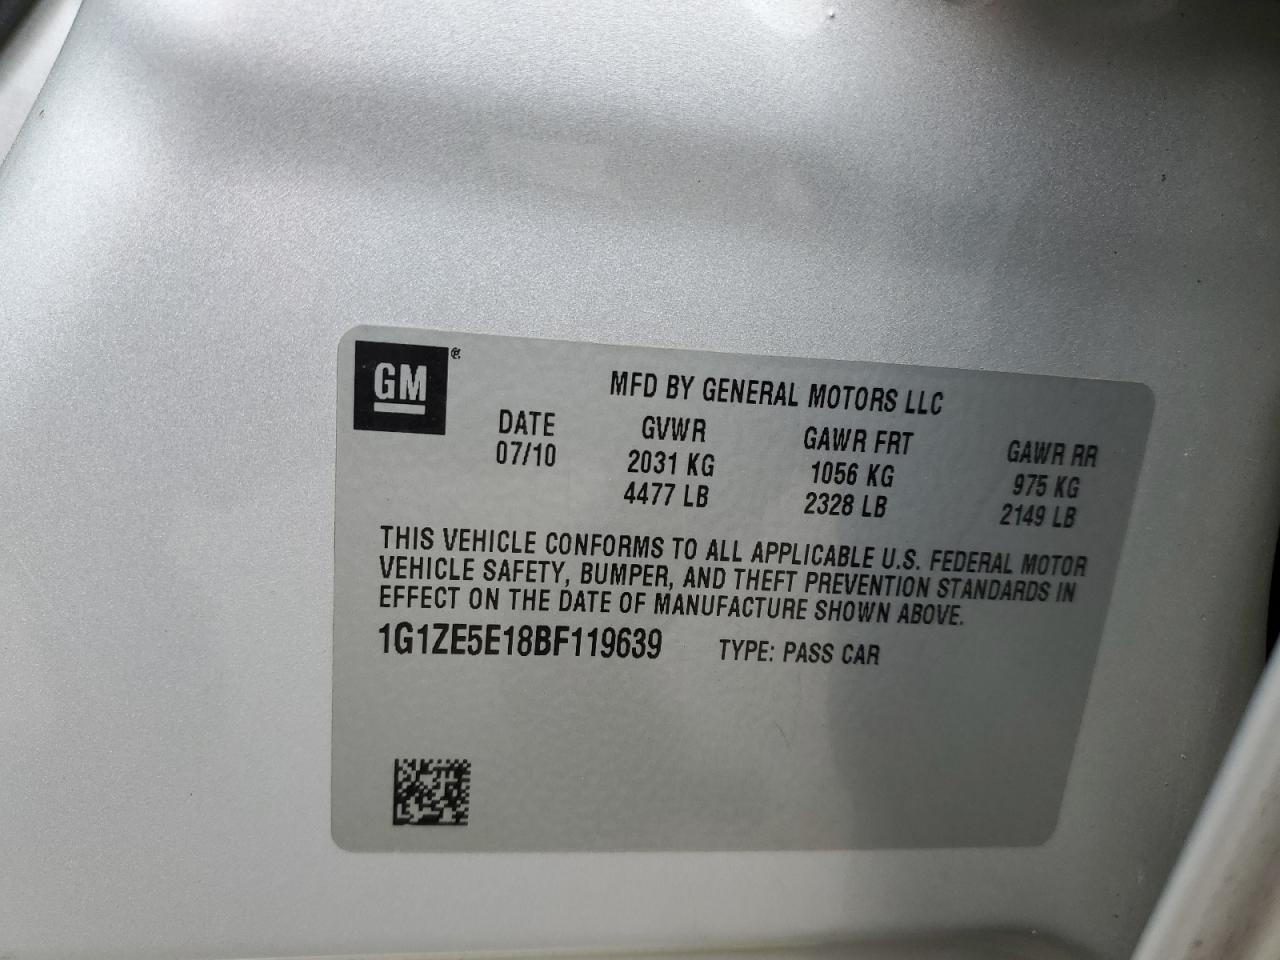 GM ®
MFD BY GENERAL MOTORS LLC
DATE GVWR GAWR FRT GAWR RR
07/10 2031 KG 1056 KG 975 KG
4477 LB 2328 LB 2149 LB
THIS VEHICLE CONFORMS TO ALL APPLICABLE U.S. FEDERAL MOTOR
VEHICLE SAFETY, BUMPER, AND THEFT PREVENTION STANDARDS IN
EFFECT ON THE DATE OF MANUFACTURE SHOWN ABOVE.
1G1ZE5E18BF119639 TYPE: PASS CAR